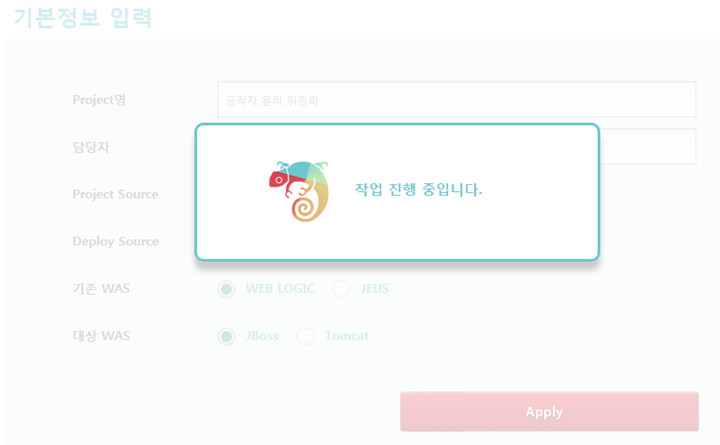 기본정보 입력
Project명
공직자 윤리 위원회
담당자
작업 진행 중입니다.
Project Source
Deploy Source
기존 WAS WEB LOGIC JEUS
대상 WAS JBoss Tomcat
Apply